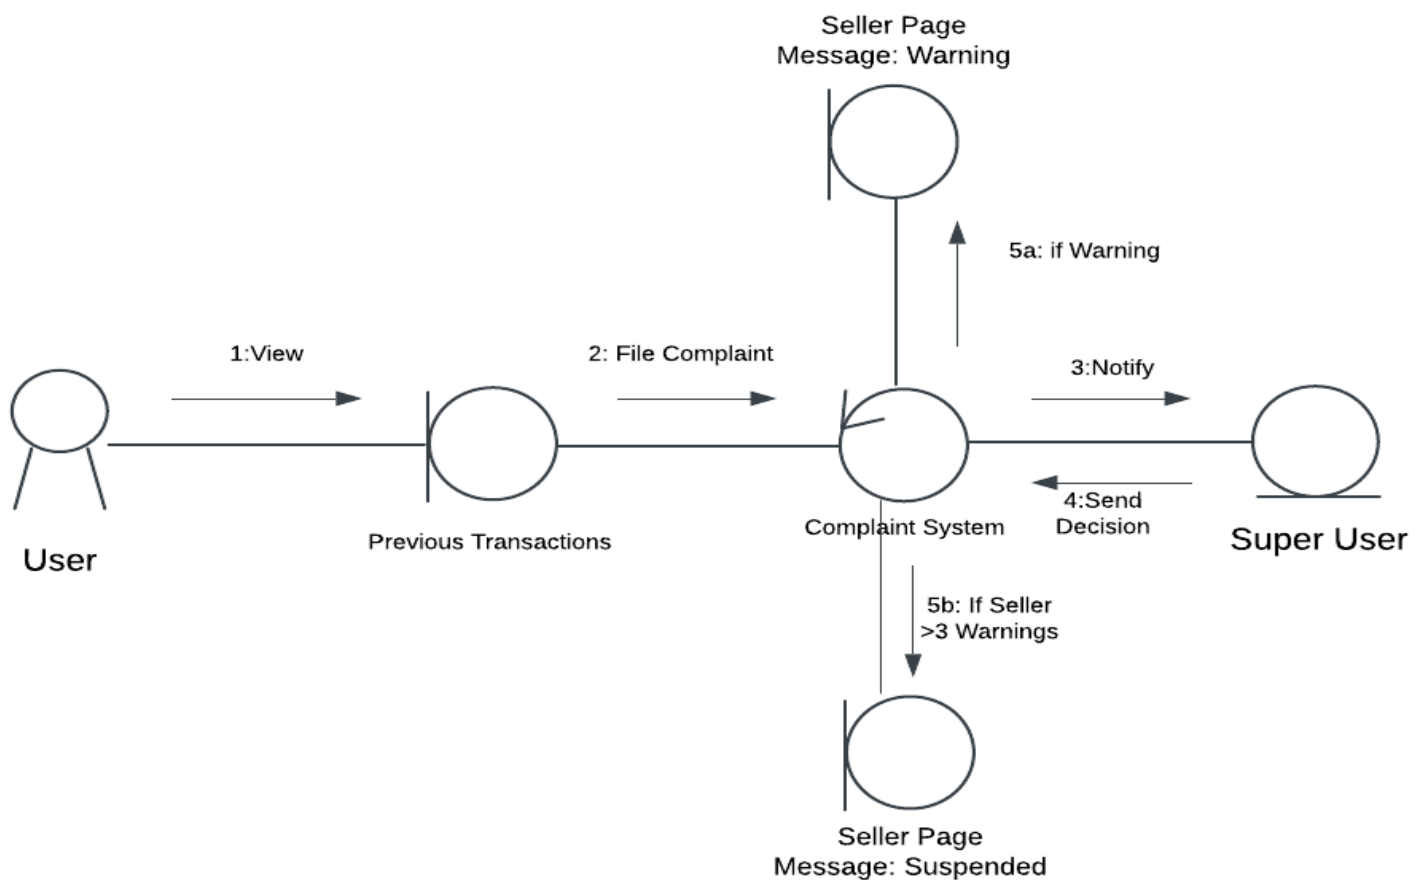 Seller Page
Message: Warning
5a: if Warning
1:View
2: File Complaint
3:Notify
4:Send
Decision
User
Previous Transactions
Complaint System
Super User
5b: If Seller
>3 Warnings
Seller Page
Message: Suspended